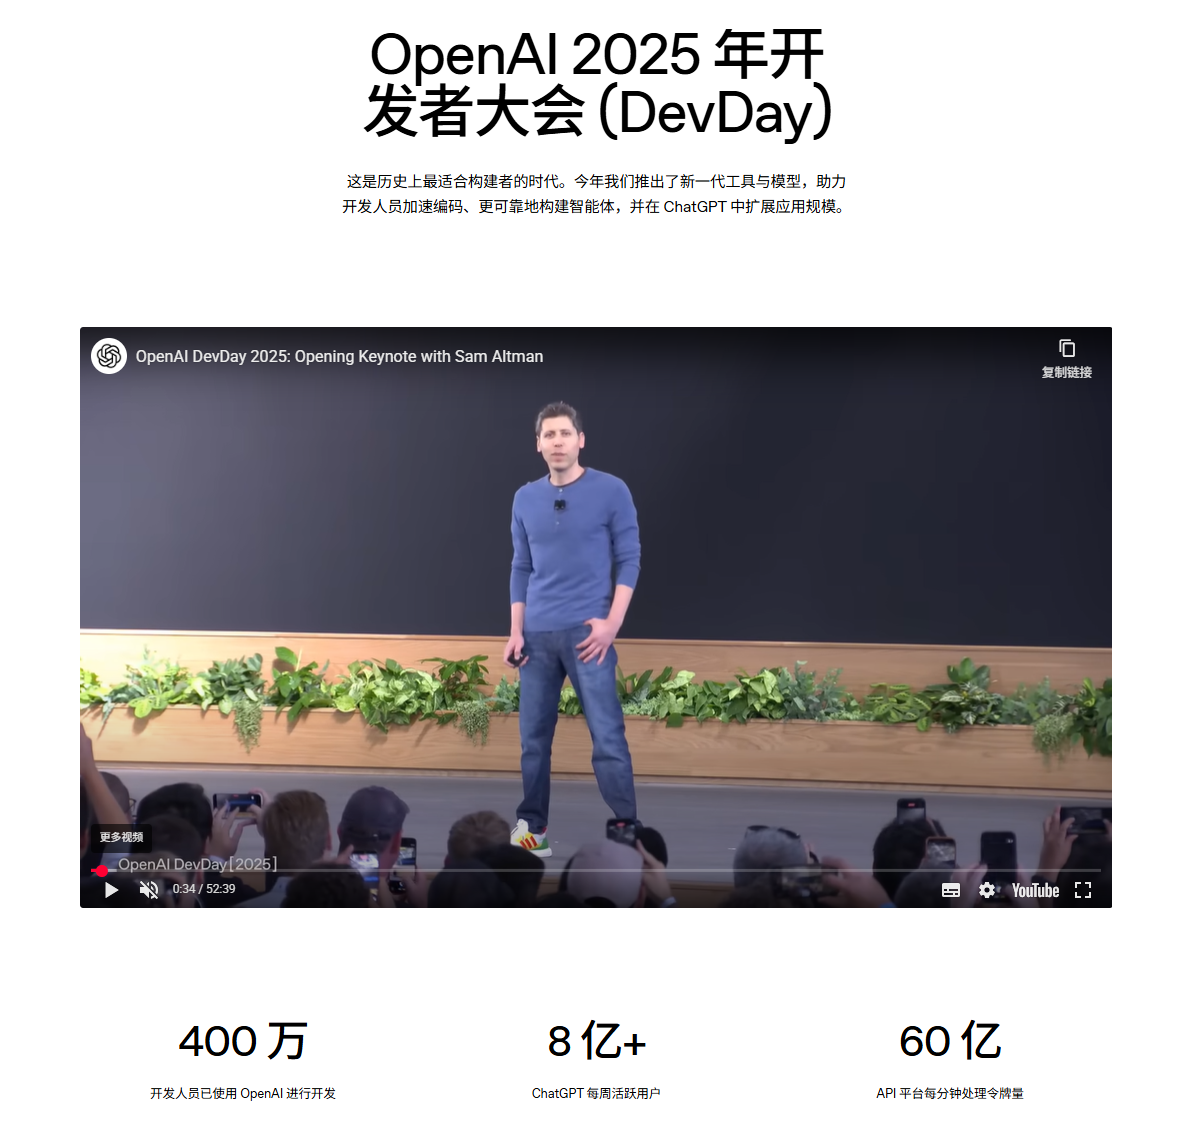 OpenAI 2025 年开
发者大会 (DevDay)
这是历史上最适合构建者的时代。今年我们推出了新一代工具与模型，助力
开发人员加速编码、更可靠地构建智能体，并在 ChatGPT 中扩展应用规模。
OpenAI DevDay 2025: Opening Keynote with Sam Altman
复制链接
更多视频
OpenAI DevDay[2025]
0:34 / 52:39
YouTube
400 万
8 亿+
60 亿
开发人员已使用 OpenAI 进行开发
ChatGPT 每周活跃用户
API 平台每分钟处理令牌量